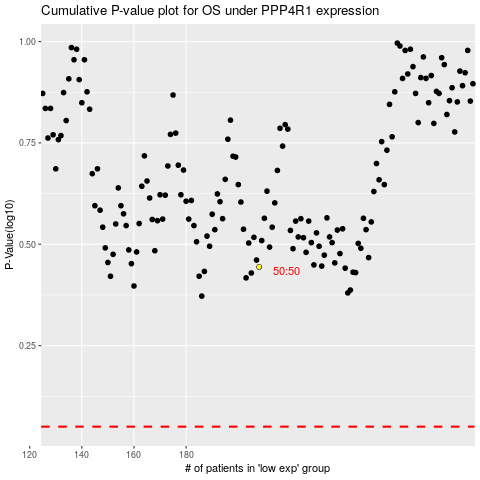 Cumulative P-value plot for OS under PPP4R1 expression
P-Value(log10)
1.00
0.75
0.50
0.25
50:50
120 140 160 180
# of patients in 'low exp' group